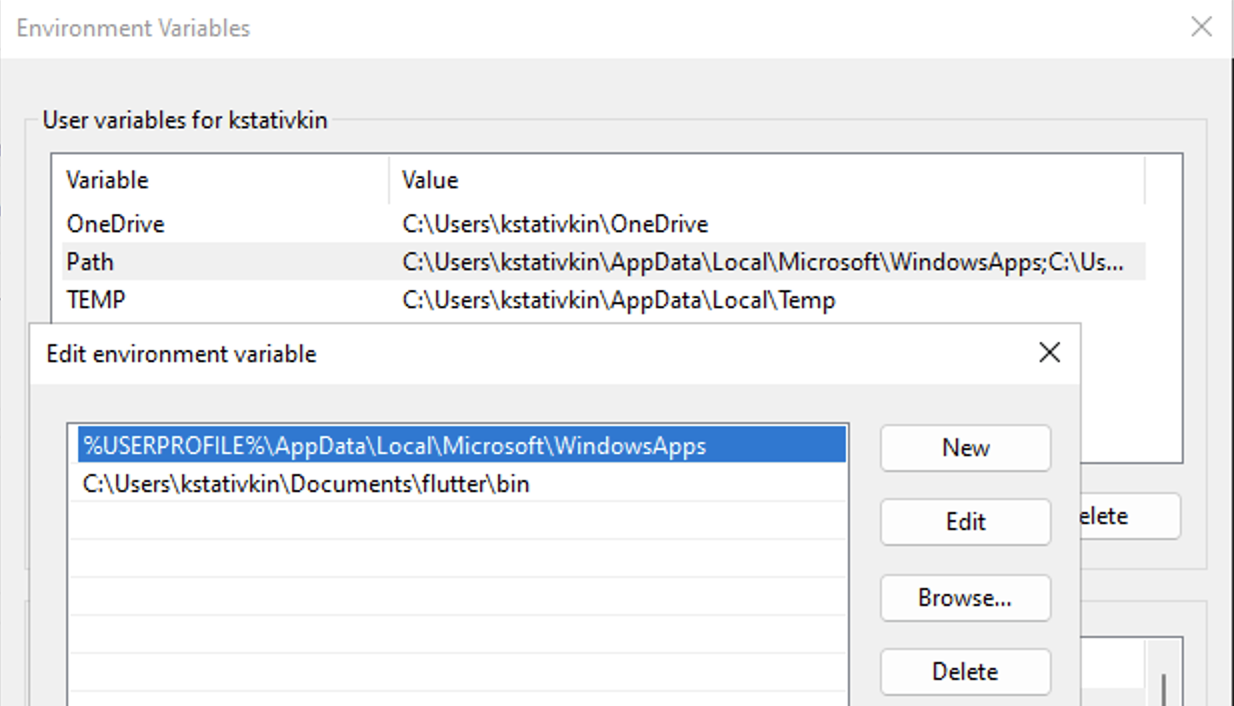 Environment Variables
User variables for kstativkin
Variable Value
OneDrive C:\Users\kstativkin\OneDrive
Path C:\Users\kstativkin\AppData\Local\Microsoft\WindowsApps;C:\Us...
TEMP C:\Users\kstativkin\AppData\Local\Temp
Edit environment variable
%USERPROFILE%\AppData\Local\Microsoft\WindowsApps
New
C:\Users\kstativkin\Documents\flutter\bin
Edit
elete
Browse...
Delete